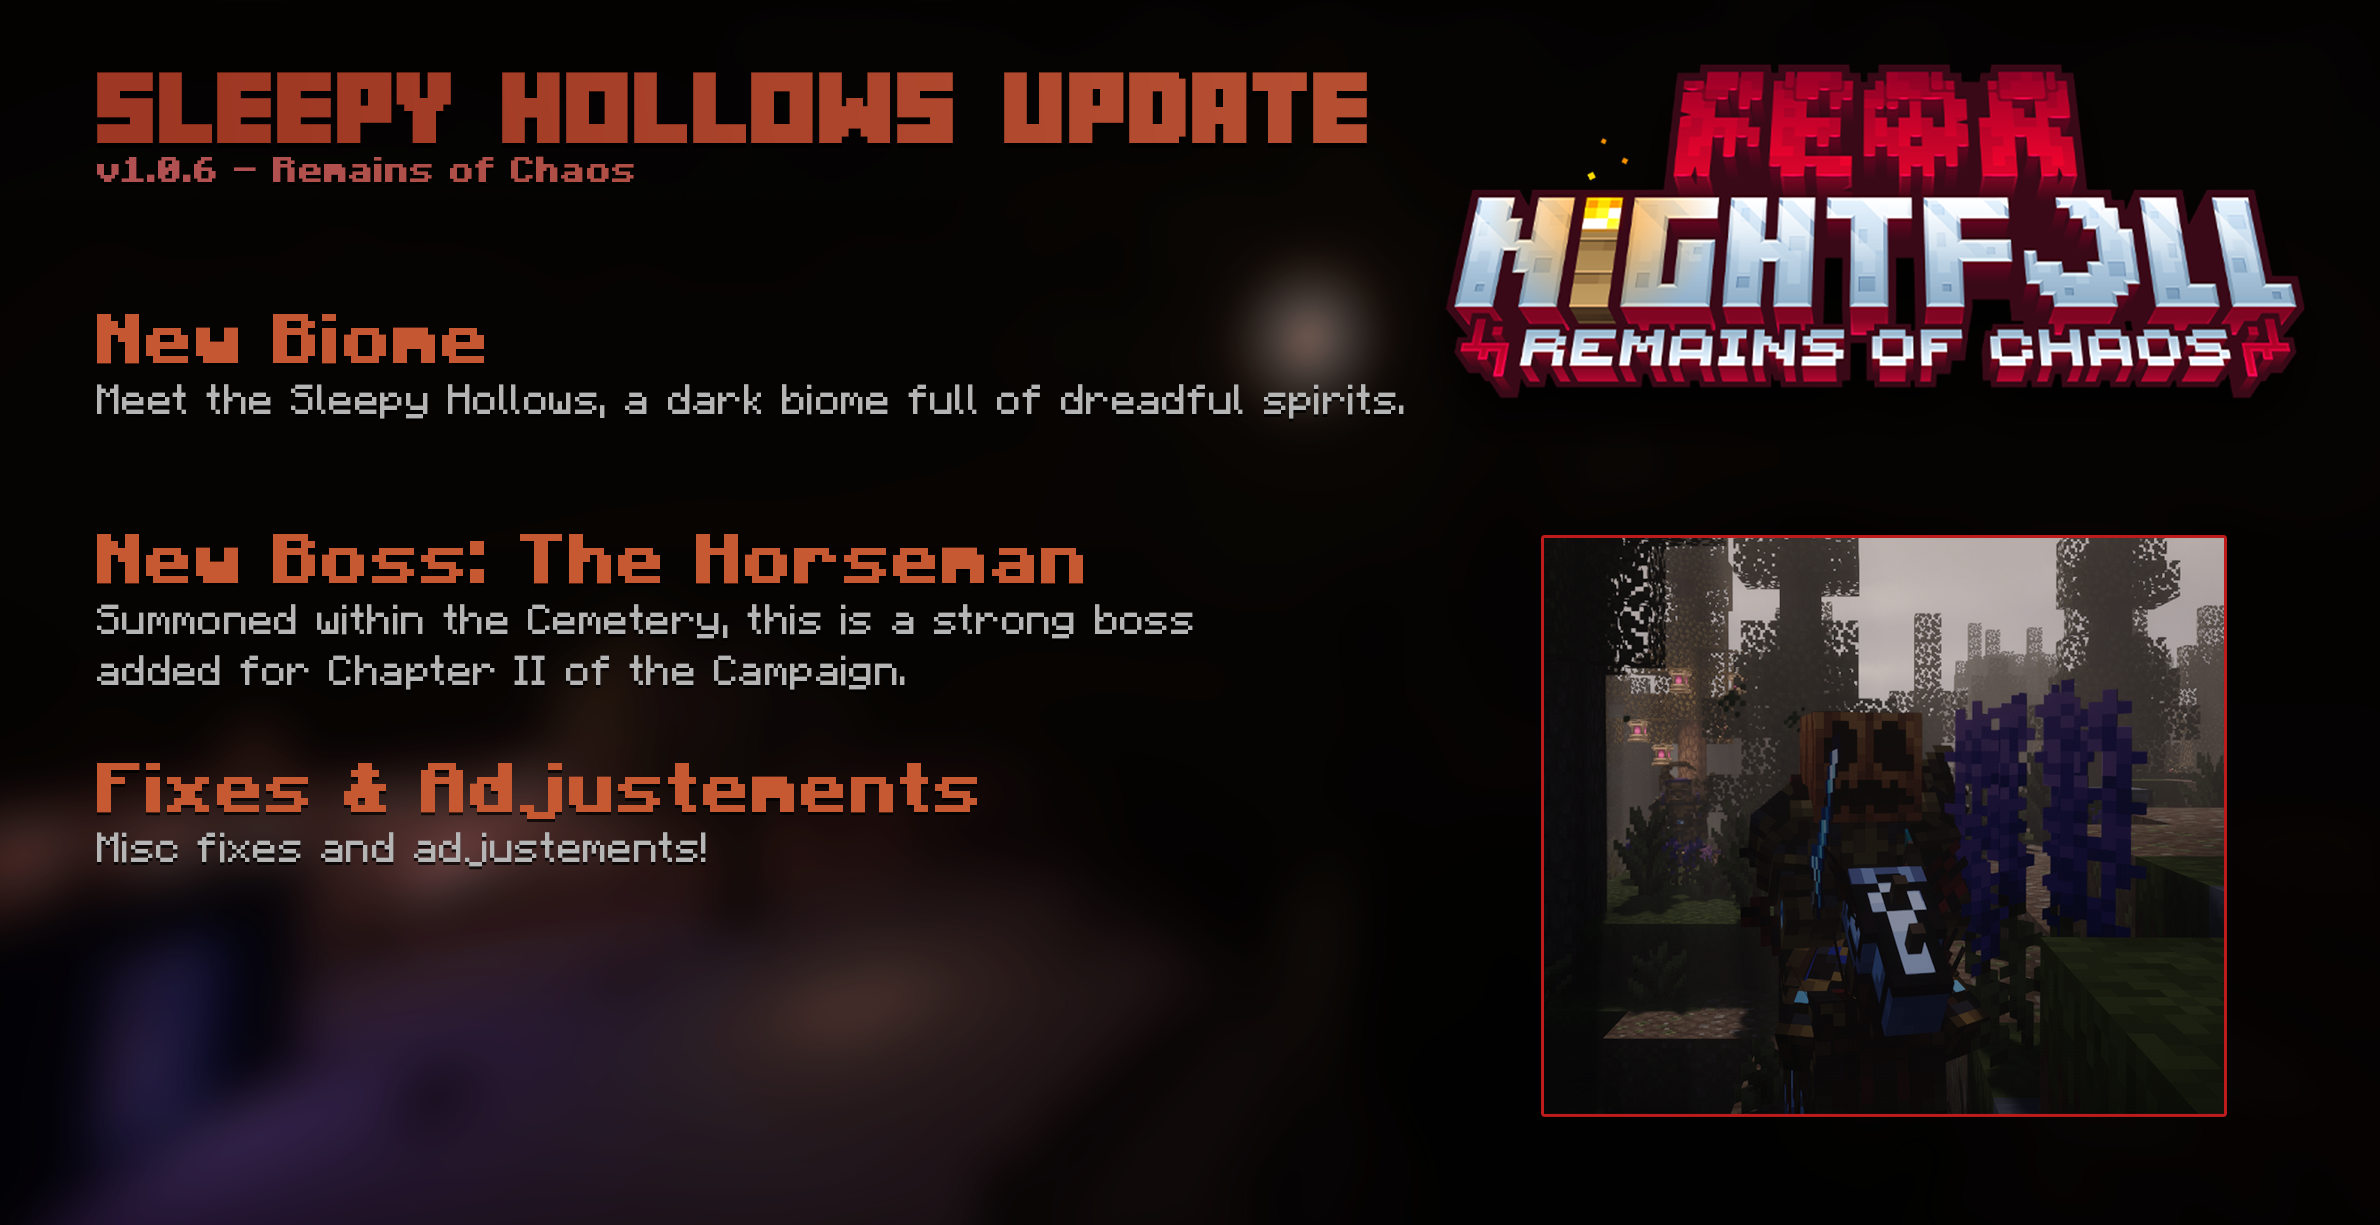 SLEEPY HOLLOWS UPDATE
v1.0.6 - Remains of Chaos
FEAR
NIGHTFALL
REMAINS OF CHAOS
New Biome
Meet the Sleepy Hollows, a dark biome full of dreadful spirits.
New Boss: The Horseman
Summoned within the Cemetery, this is a strong boss
added for Chapter II of the Campaign.
Fixes & Adjustements
Misc fixes and adjustements!